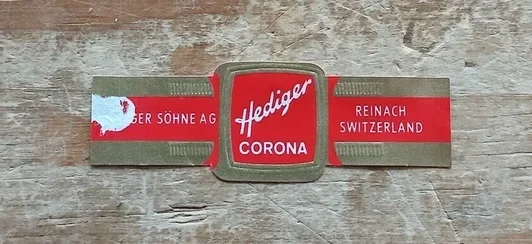 GER SÖHNE AG
Hediger
CORONA
REINACH
SWITZERLAND